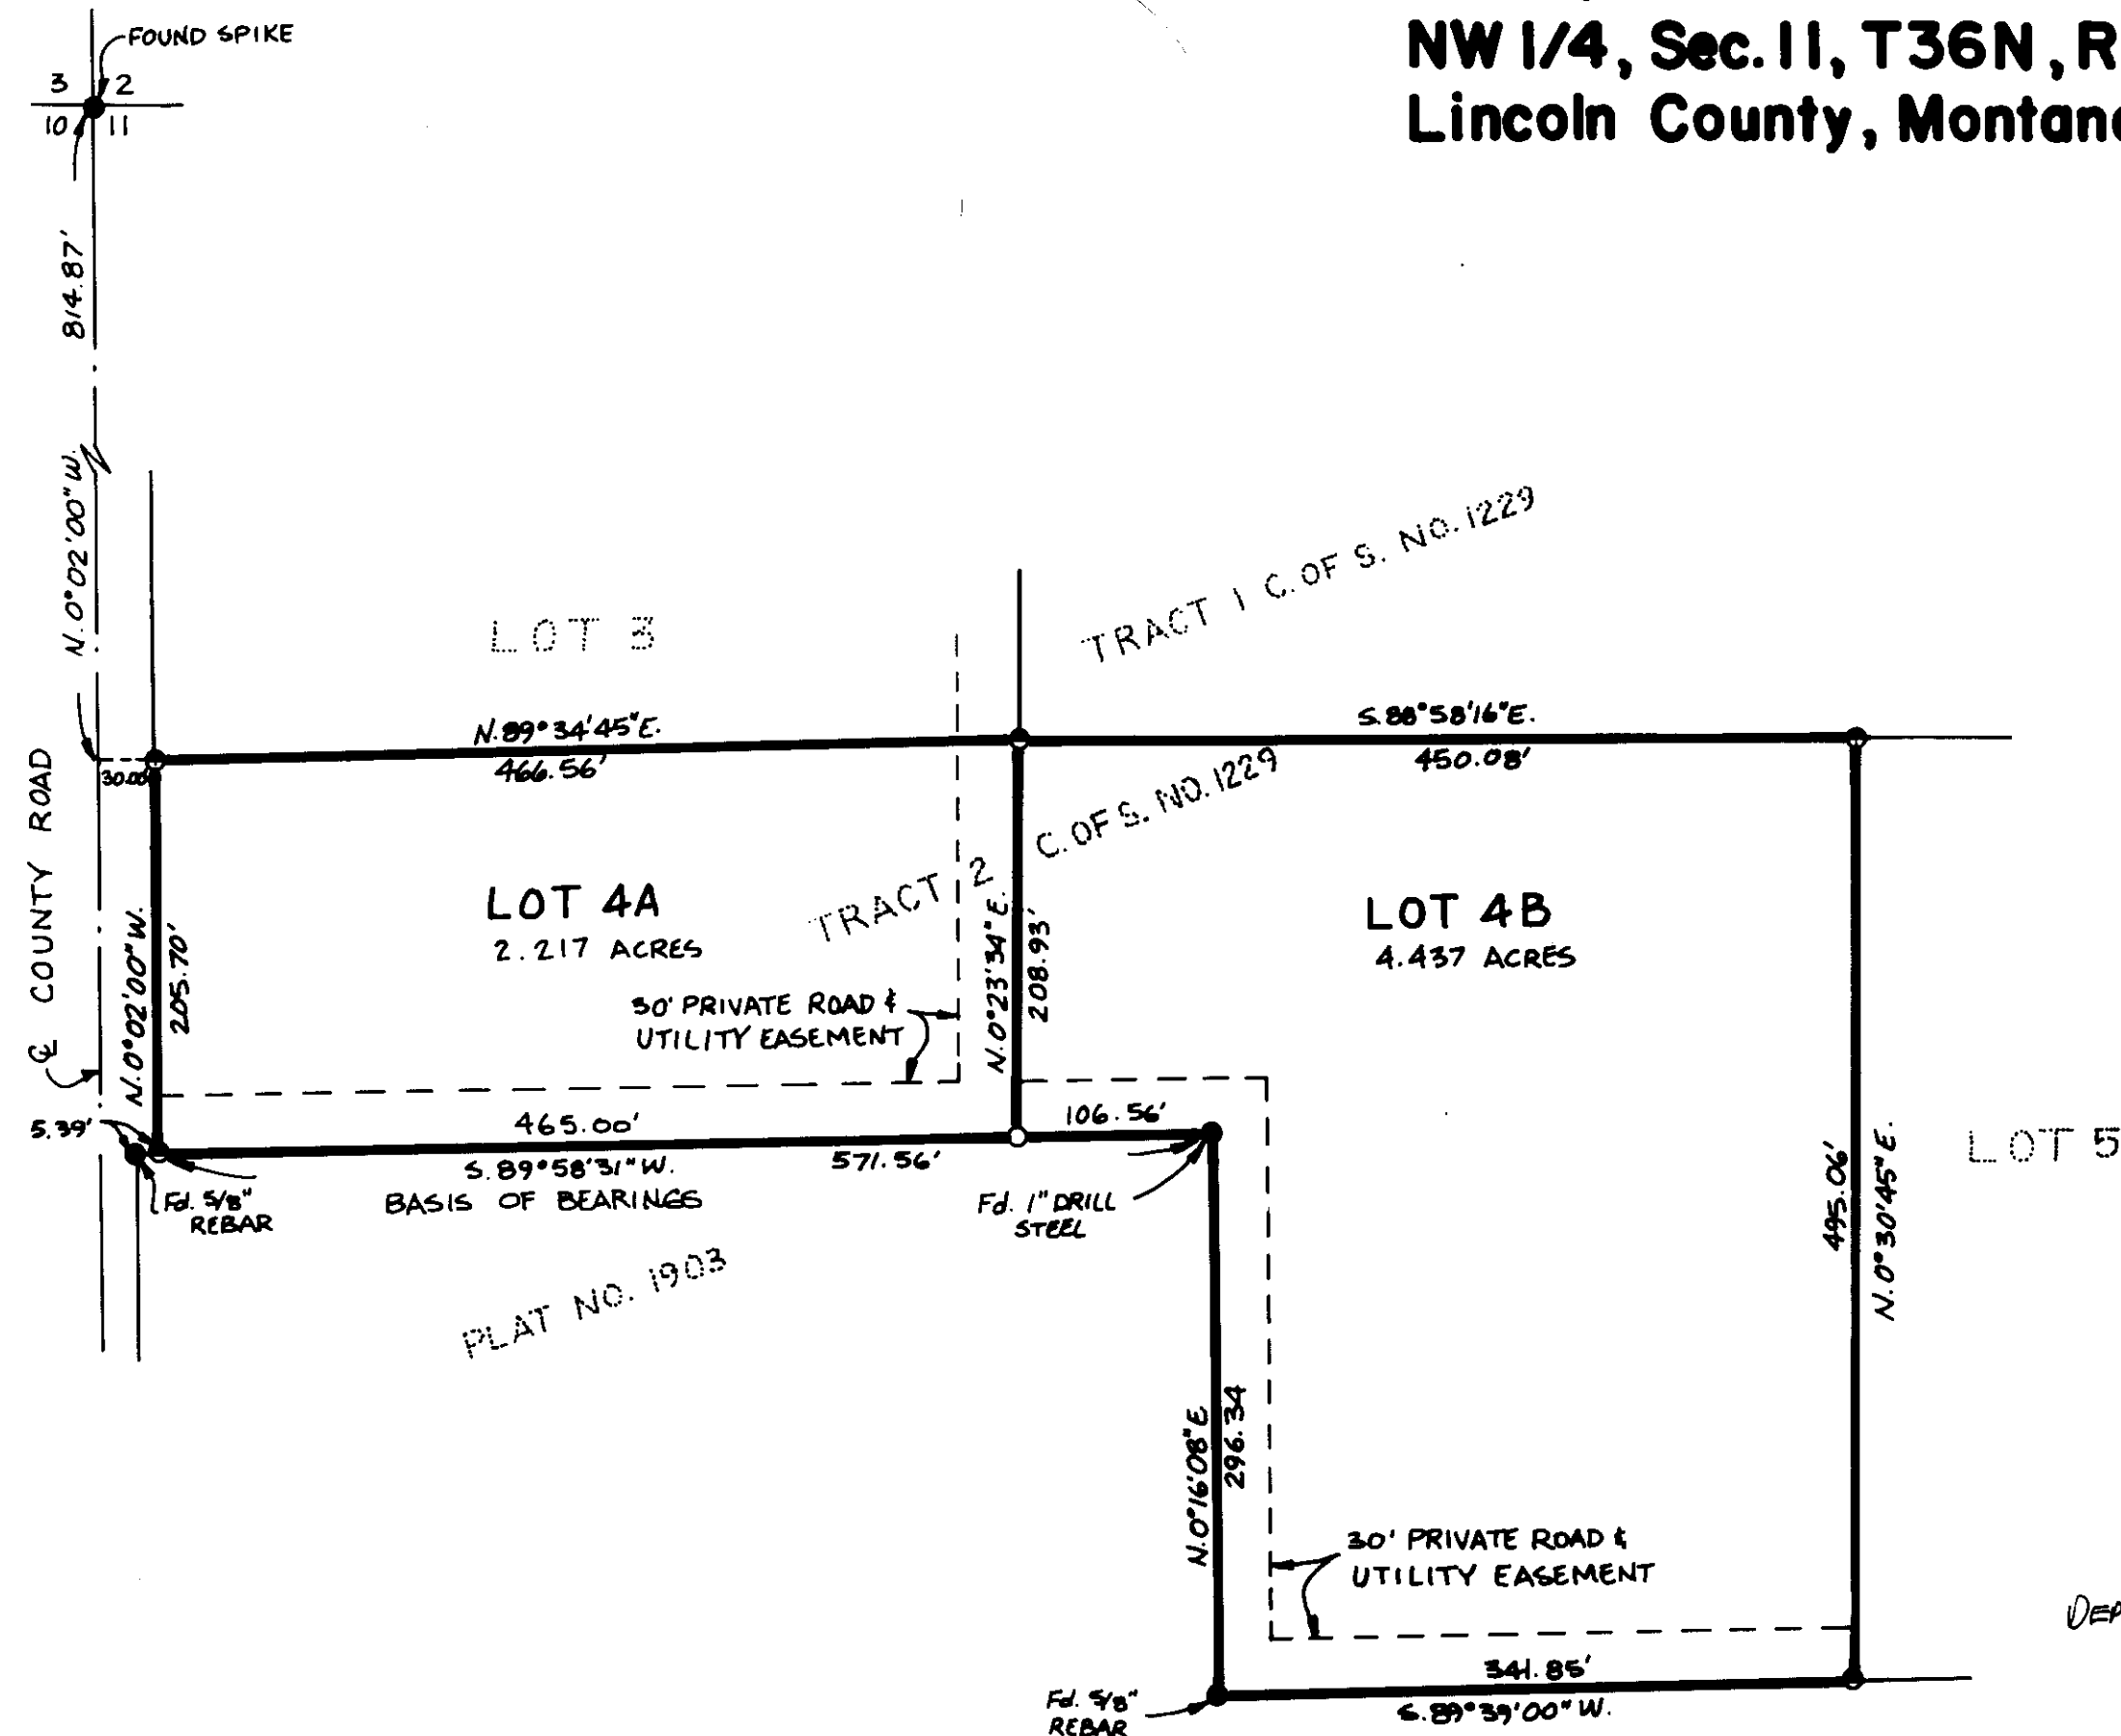 NW 1/4, Sec. 11, T36N, R
Lincoln County, Montana
FOUND SPIKE
3 2
10 11
814.87'
N.0°02'00"W.
TRACT 1 C. OF S. NO. 1229
LOT 3
N.89°34'45"E.
466.56'
S.88°58'16"E.
450.08'
30.00'
℄ COUNTY ROAD
TRACT 2 C. OF S. NO. 1229
LOT 4A
2.217 ACRES
LOT 4B
4.437 ACRES
N.0°02'00"W.
205.70'
N.0°23'34"E.
208.93'
30' PRIVATE ROAD &
UTILITY EASEMENT
5.39'
465.00'
106.56'
S.89°58'31"W.
571.56'
BASIS OF BEARINGS
Fd. 5/8"
REBAR
Fd. 1" DRILL
STEEL
495.06'
N.0°30'45"E.
LOT 5
PLAT NO. 1903
N.0°16'08"E
296.34
30' PRIVATE ROAD &
UTILITY EASEMENT
DEP
341.85'
S.89°39'00"W.
Fd. 5/8"
REBAR